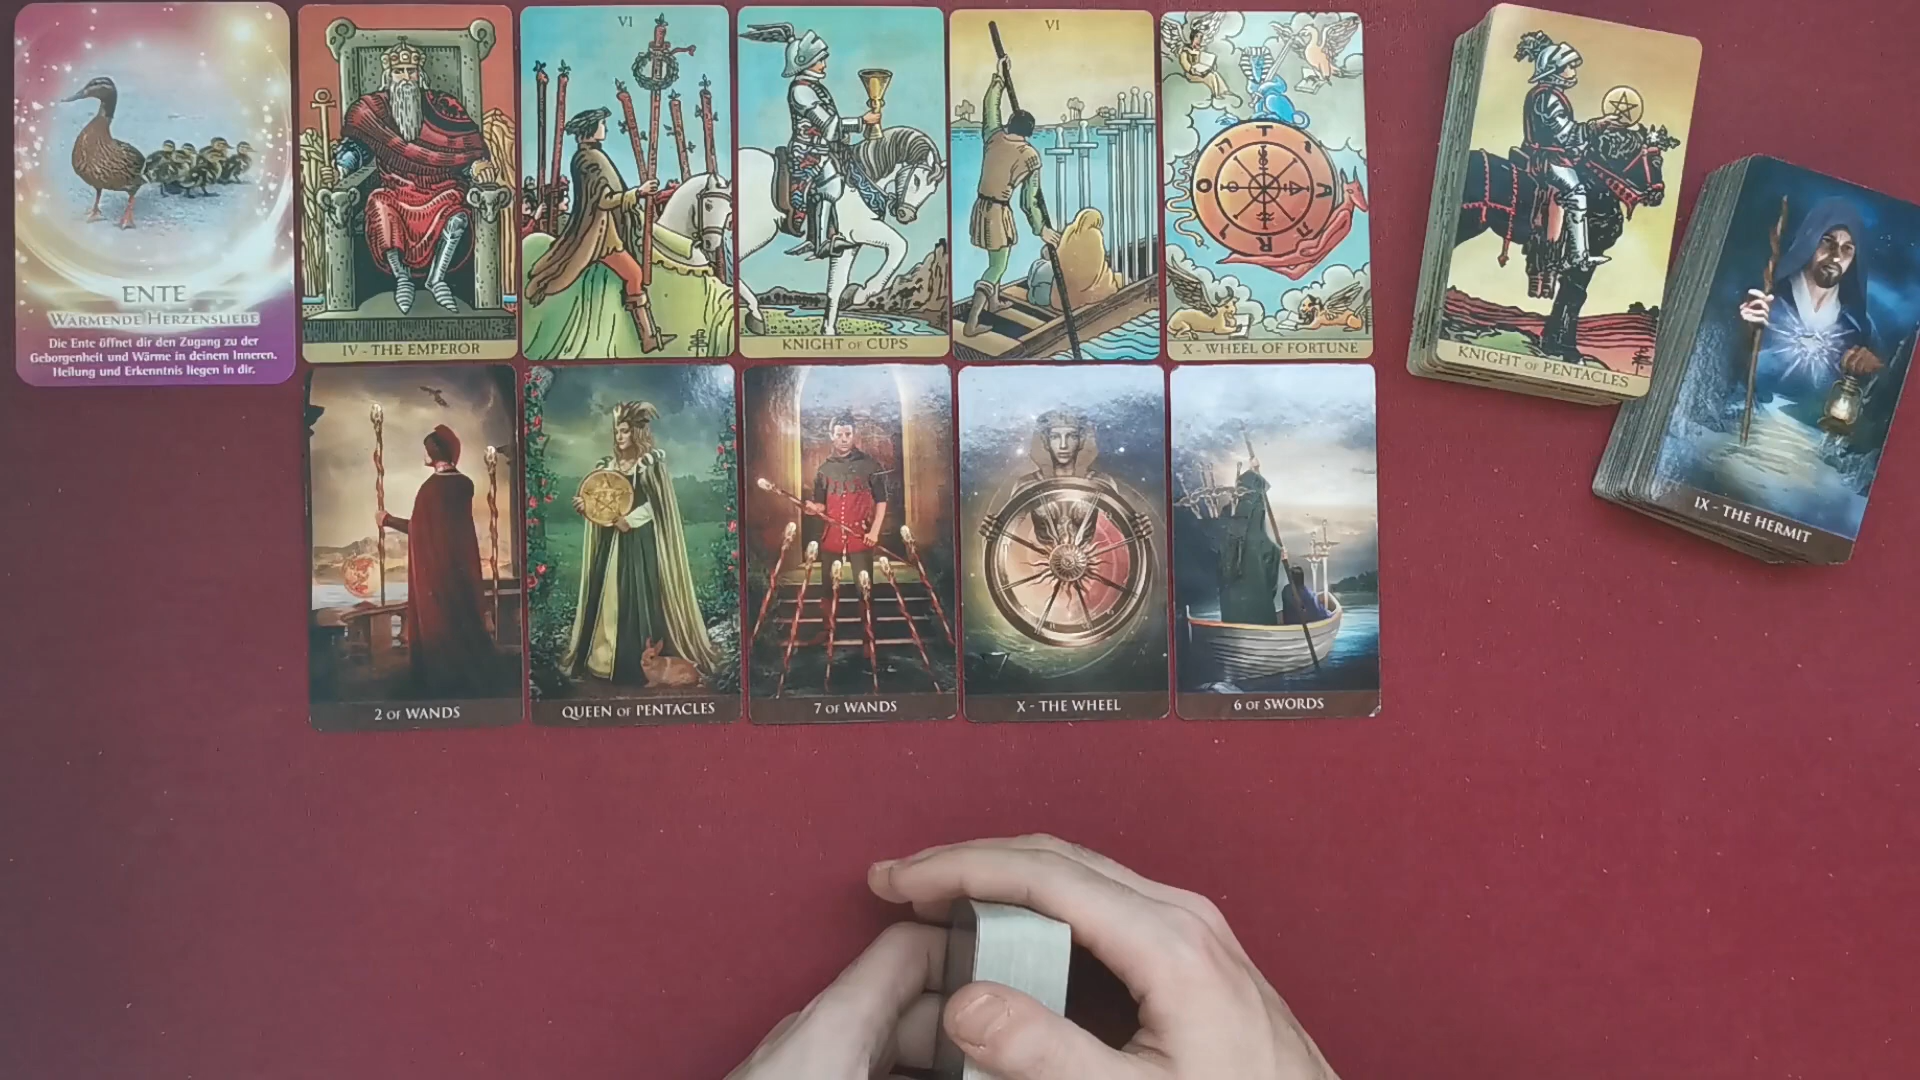 ENTE
WÄRMENDE HERZENSLIEBE
Die Ente öffnet dir den Zugang zu der
Geborgenheit und Wärme in deinem Inneren.
Heilung und Erkenntnis liegen in dir.
IV - THE EMPEROR
VI
KNIGHT OF CUPS
VI
T
A
R
O
X - WHEEL OF FORTUNE
KNIGHT OF PENTACLES
IX - THE HERMIT
2 OF WANDS
QUEEN OF PENTACLES
7 OF WANDS
X - THE WHEEL
6 OF SWORDS